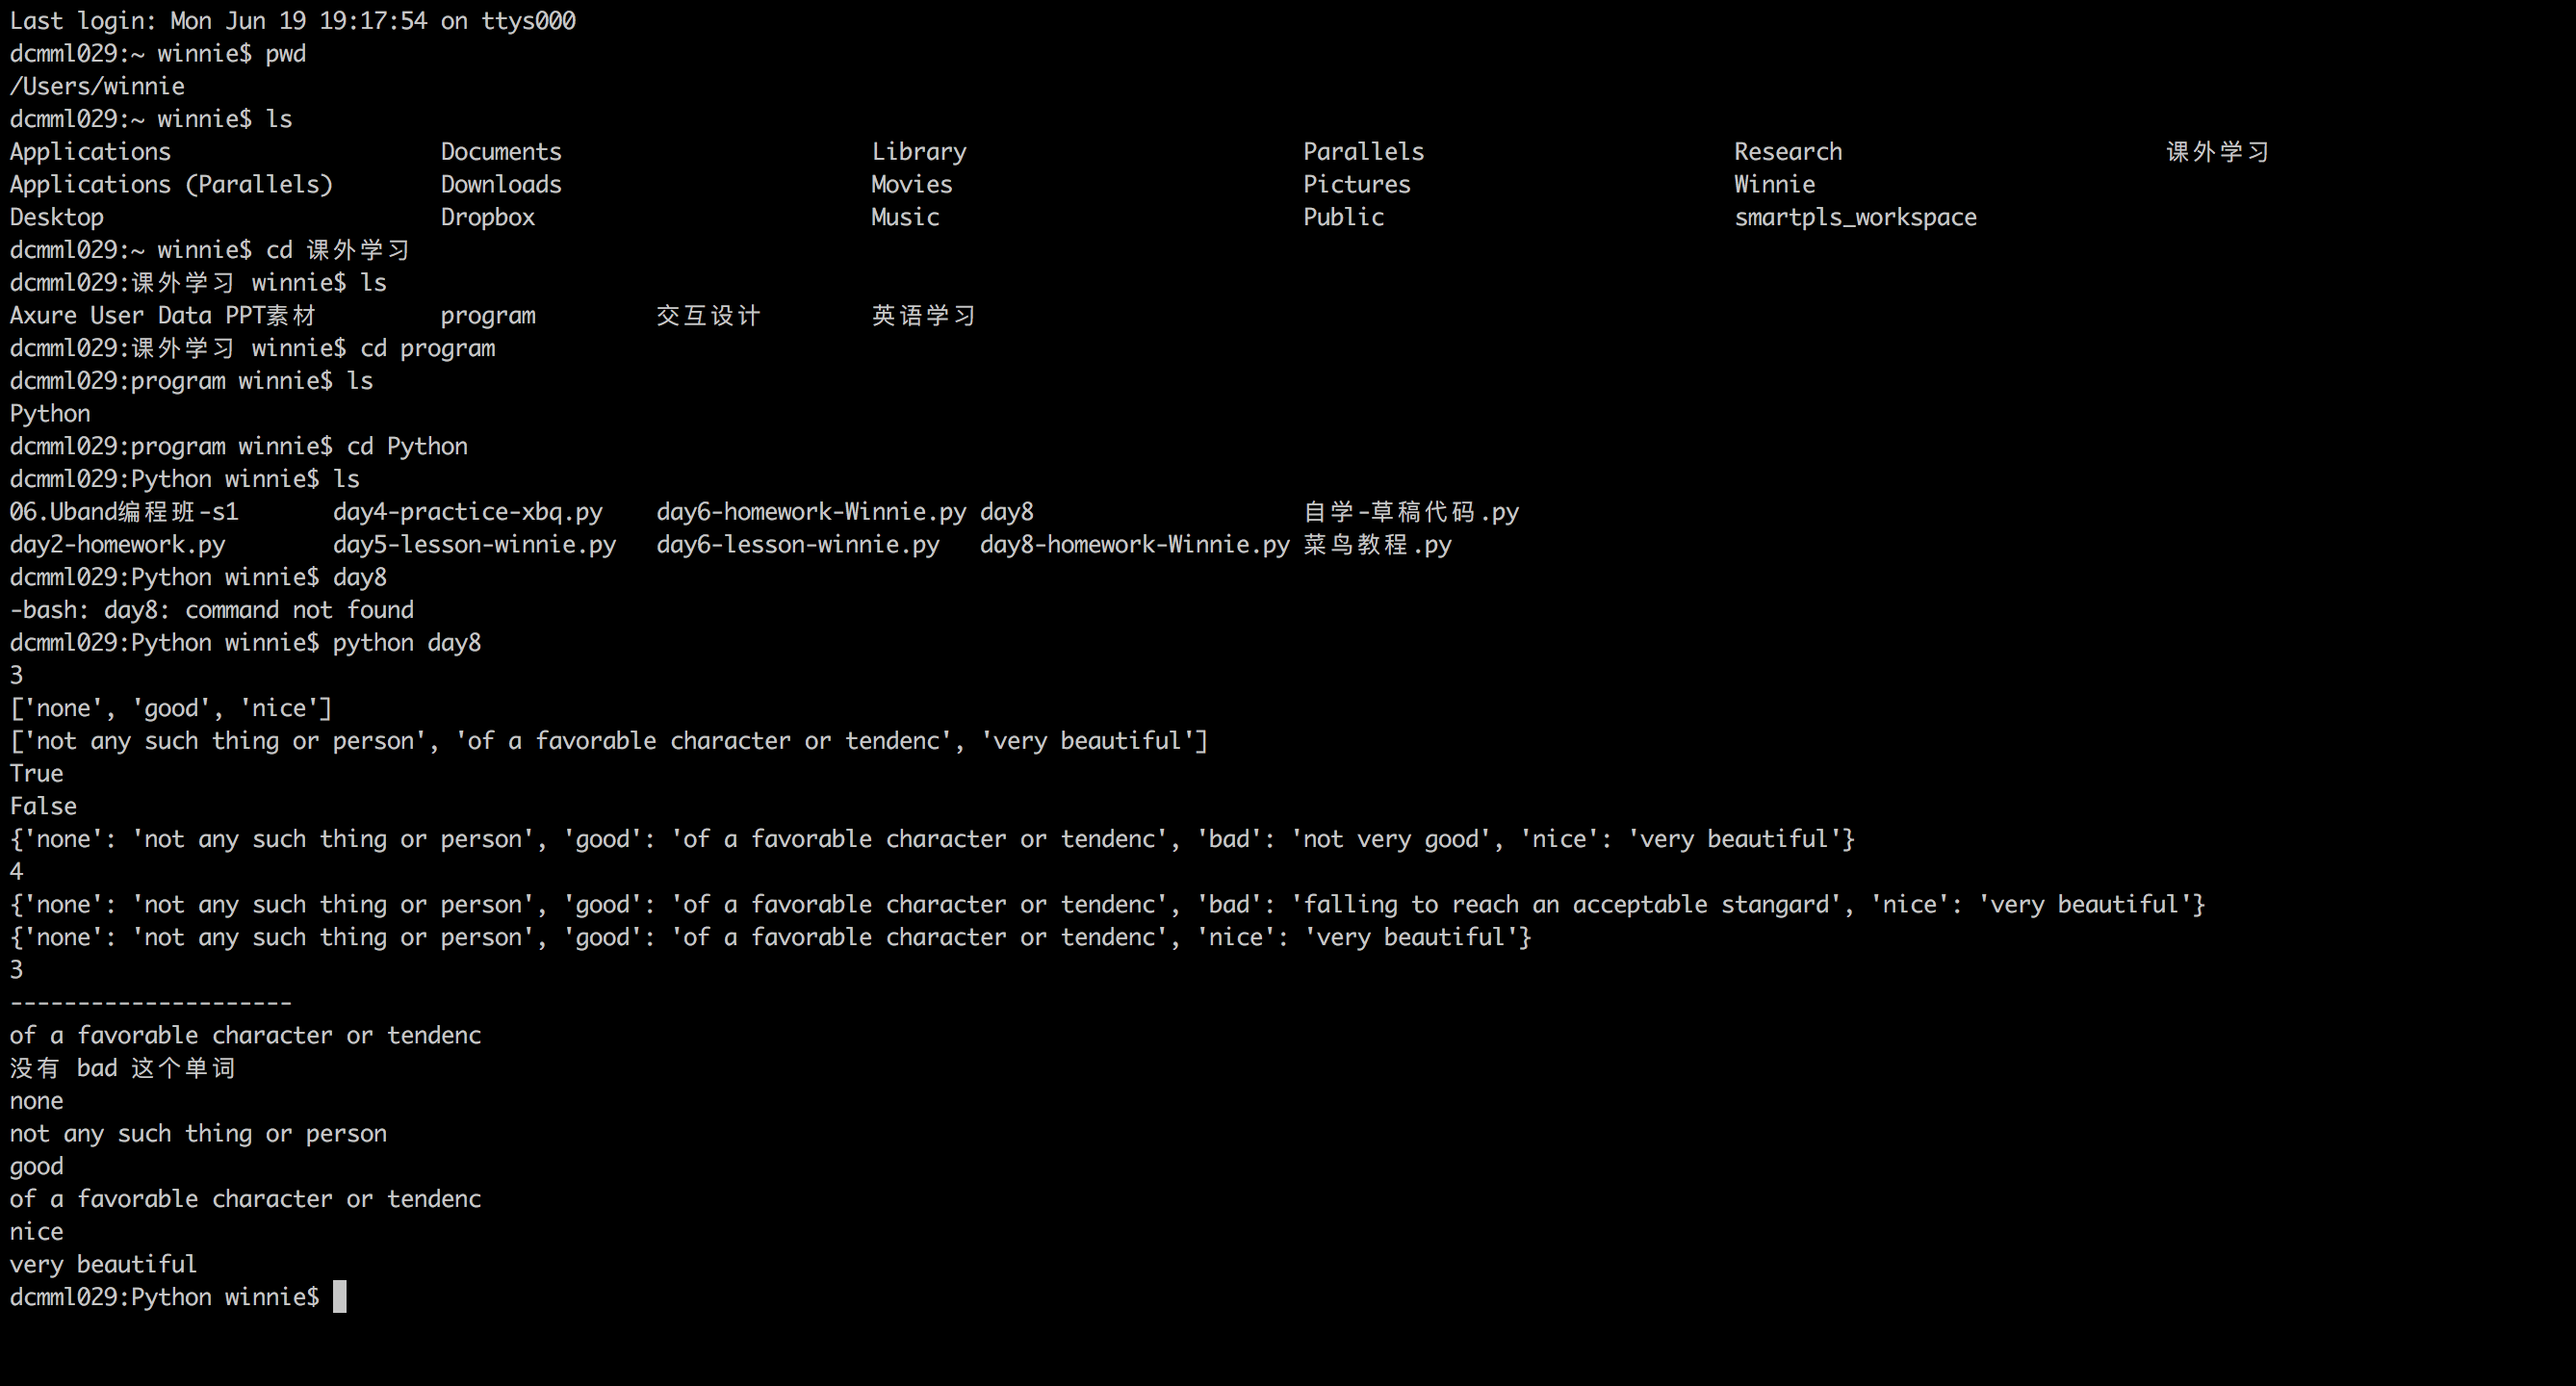 Last login: Mon Jun 19 19:17:54 on ttys000
dcmml029:~ winnie$ pwd
/Users/winnie
dcmml029:~ winnie$ ls
Applications Documents Library Parallels Research 课外学习
Applications (Parallels) Downloads Movies Pictures Winnie
Desktop Dropbox Music Public smartpls_workspace
dcmml029:~ winnie$ cd 课外学习
dcmml029:课外学习 winnie$ ls
Axure User Data PPT素材 program 交互设计 英语学习
dcmml029:课外学习 winnie$ cd program
dcmml029:program winnie$ ls
Python
dcmml029:program winnie$ cd Python
dcmml029:Python winnie$ ls
06.Uband编程班-s1 day4-practice-xbq.py day6-homework-Winnie.py day8 自学-草稿代码.py
day2-homework.py day5-lesson-winnie.py day6-lesson-winnie.py day8-homework-Winnie.py 菜鸟教程.py
dcmml029:Python winnie$ day8
-bash: day8: command not found
dcmml029:Python winnie$ python day8
3
['none', 'good', 'nice']
['not any such thing or person', 'of a favorable character or tendenc', 'very beautiful']
True
False
{'none': 'not any such thing or person', 'good': 'of a favorable character or tendenc', 'bad': 'not very good', 'nice': 'very beautiful'}
4
{'none': 'not any such thing or person', 'good': 'of a favorable character or tendenc', 'bad': 'falling to reach an acceptable stangard', 'nice': 'very beautiful'}
{'none': 'not any such thing or person', 'good': 'of a favorable character or tendenc', 'nice': 'very beautiful'}
3
---------------------
of a favorable character or tendenc
没有 bad 这个单词
none
not any such thing or person
good
of a favorable character or tendenc
nice
very beautiful
dcmml029:Python winnie$